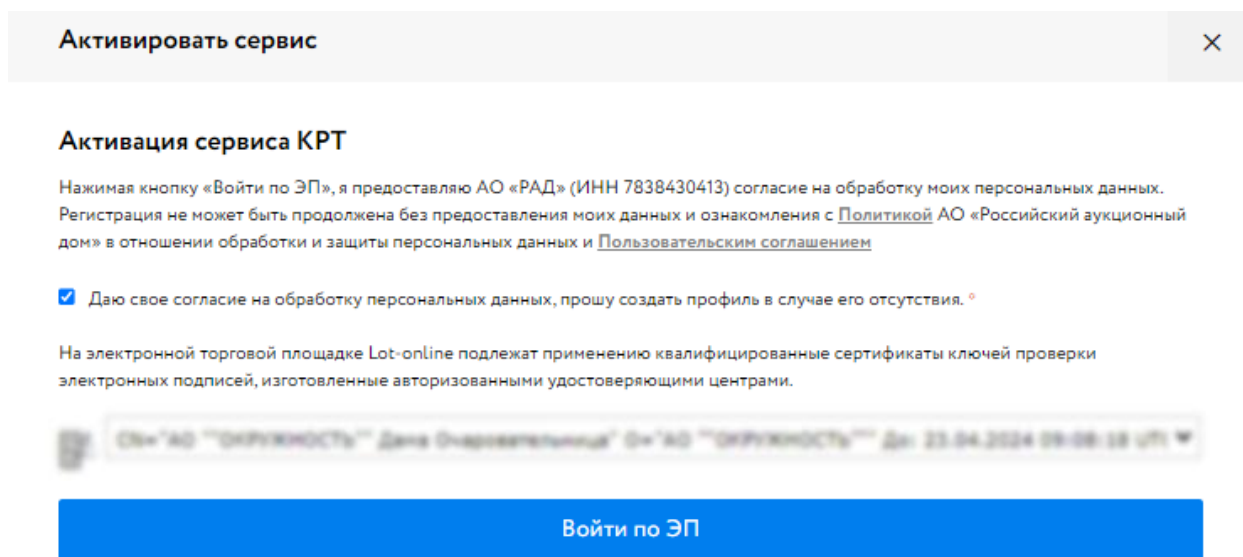 Активировать сервис
Активация сервиса КРТ
Нажимая кнопку «Войти по ЭП», я предоставляю АО «РАД» (ИНН 7838430413) согласие на обработку моих персональных данных.
Регистрация не может быть продолжена без предоставления моих данных и ознакомления с Политикой АО «Российский аукционный
дом» в отношении обработки и защиты персональных данных и Пользовательским соглашением
Даю свое согласие на обработку персональных данных, прошу создать профиль в случае его отсутствия. *
На электронной торговой площадке Lot-online подлежат применению квалифицированные сертификаты ключей проверки
электронных подписей, изготовленные авторизованными удостоверяющими центрами.
Войти по ЭП